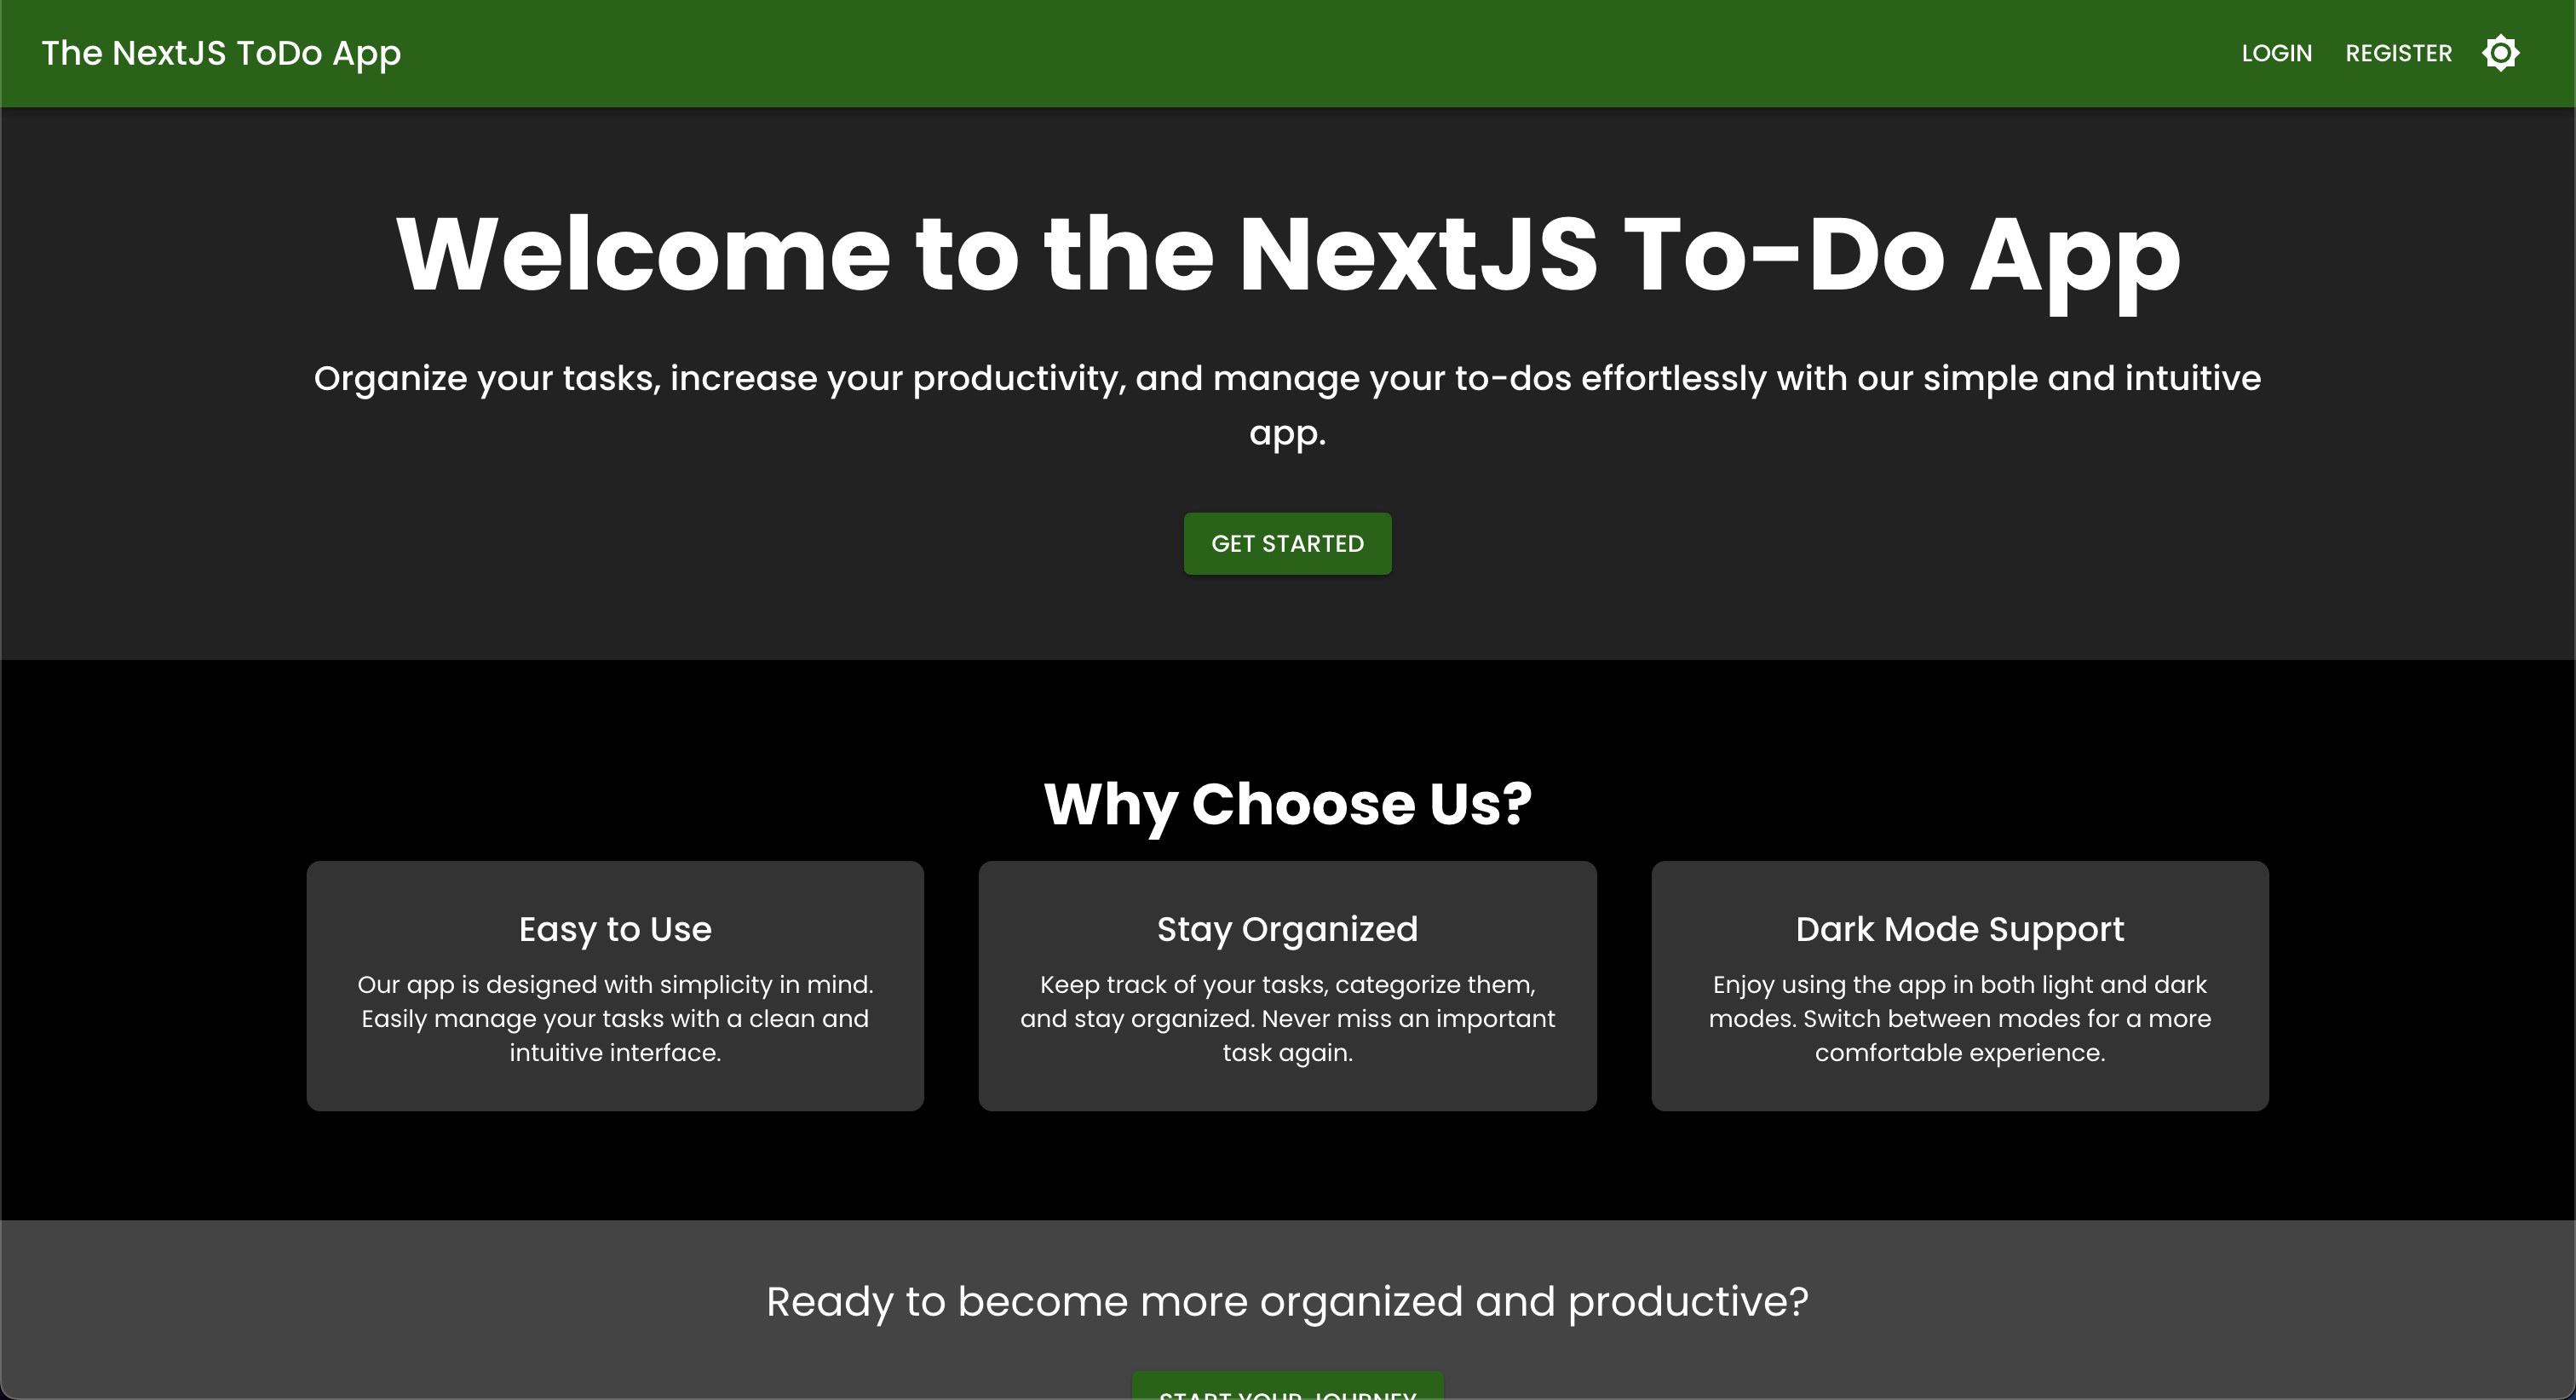 The NextJS ToDo App
LOGIN
REGISTER
Welcome to the NextJS To-Do App
Organize your tasks, increase your productivity, and manage your to-dos effortlessly with our simple and intuitive
app.
GET STARTED
Why Choose Us?
Easy to Use
Our app is designed with simplicity in mind.
Easily manage your tasks with a clean and
intuitive interface.
Stay Organized
Keep track of your tasks, categorize them,
and stay organized. Never miss an important
task again.
Dark Mode Support
Enjoy using the app in both light and dark
modes. Switch between modes for a more
comfortable experience.
Ready to become more organized and productive?
START YOUR JOURNEY